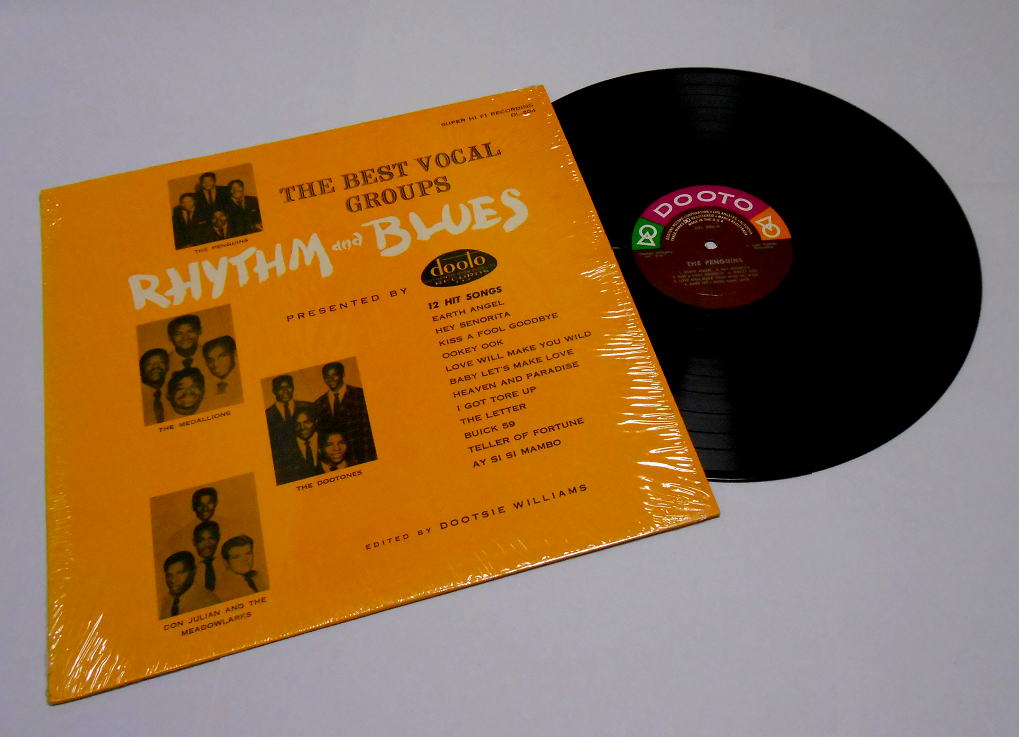 SUPER HI FI RECORDING
THE BEST VOCAL
GROUPS
RHYTHM and BLUES
PRESENTED BY
dooto
RECORDS
THE PENGUINS
12 HIT SONGS
EARTH ANGEL
HEY SENORITA
KISS A FOOL GOODBYE
OOKEY OOK
LOVE WILL MAKE YOU WILD
BABY LET'S MAKE LOVE
HEAVEN AND PARADISE
I GOT TORE UP
THE LETTER
BUICK 59
TELLER OF FORTUNE
AY SI SI MAMBO
THE MEDALLIONS
THE DOOTONES
DON JULIAN AND THE
MEADOWLARKS
EDITED BY DOOTSIE WILLIAMS
DOOTO
THE PENGUINS